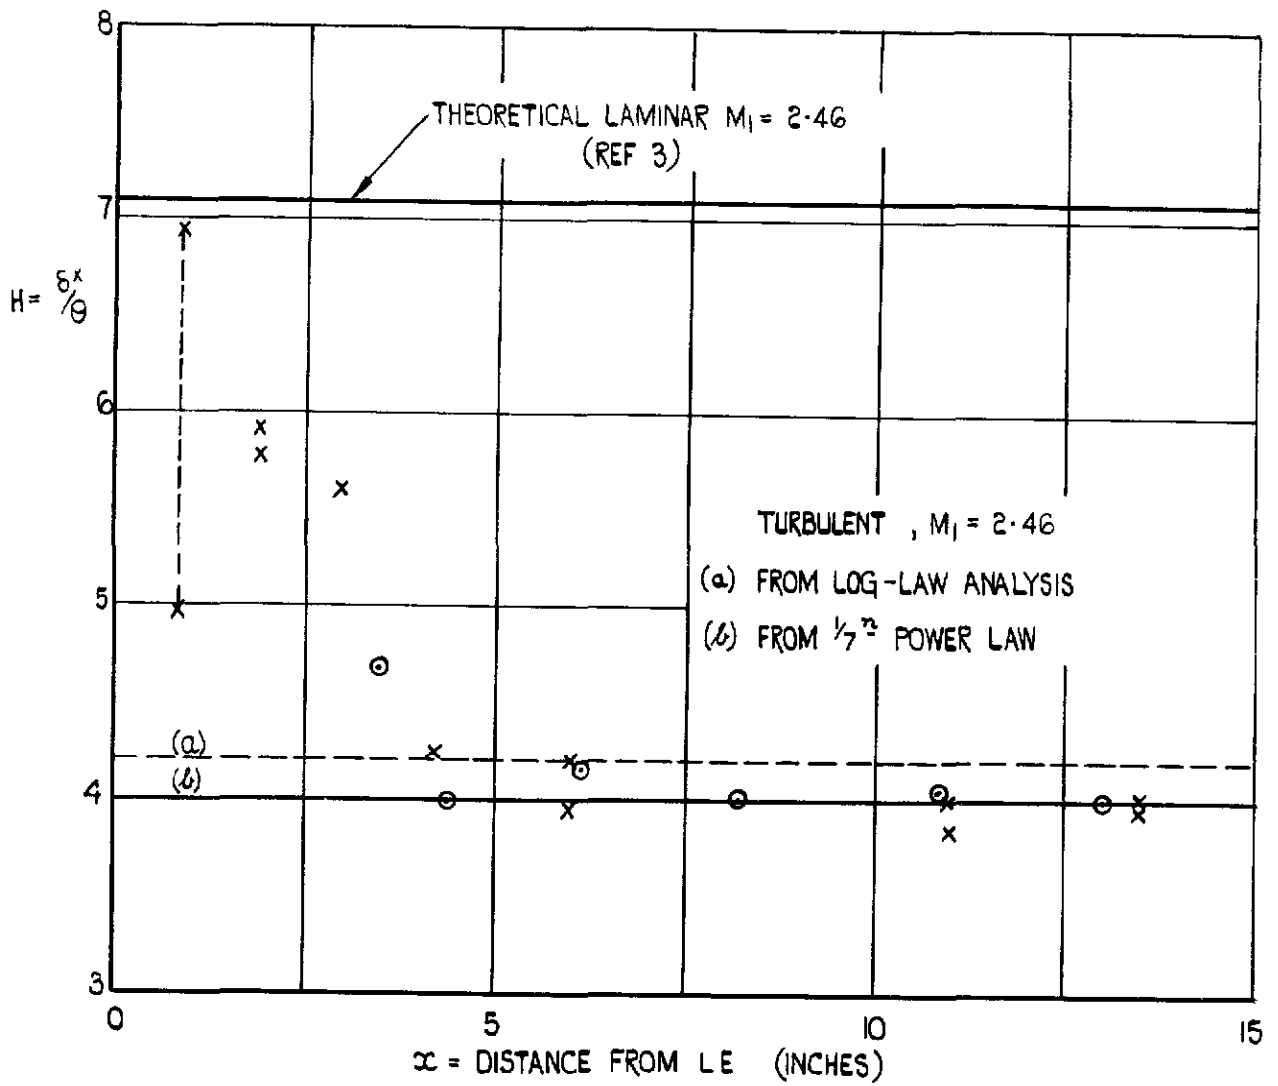 8
THEORETICAL LAMINAR M₁ = 2·46
(REF 3)
7
H = δˣ/θ
6
TURBULENT , M₁ = 2·46
(a) FROM LOG-LAW ANALYSIS
5
(b) FROM 1/7ⁿ POWER LAW
(a)
(b)
4
3
0
5
10
15
x = DISTANCE FROM LE (INCHES)